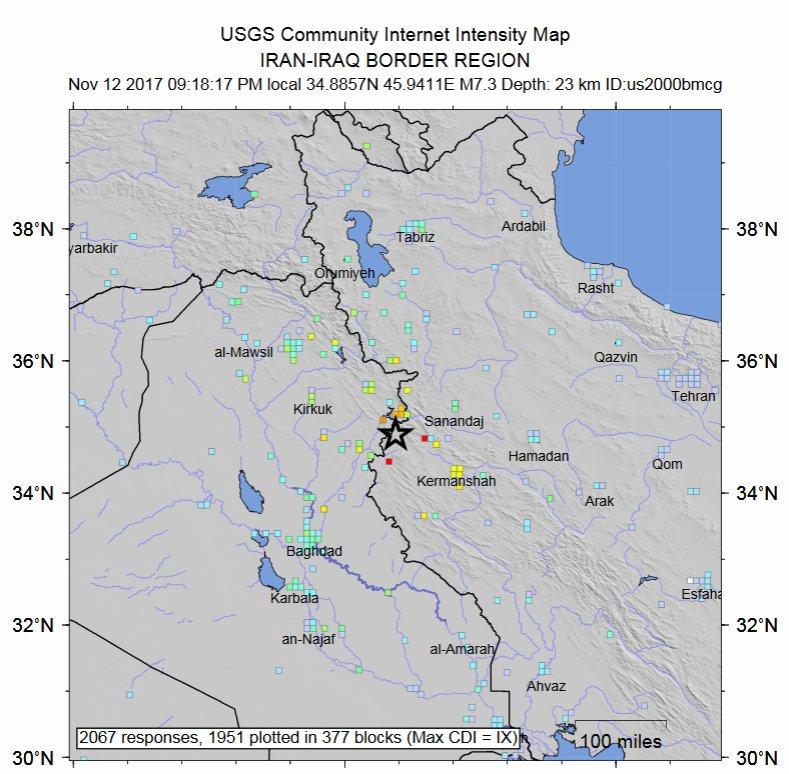 USGS Community Internet Intensity Map
IRAN-IRAQ BORDER REGION
Nov 12 2017 09:18:17 PM local 34.8857N 45.9411E M7.3 Depth: 23 km ID:us2000bmcg
38°N
38°N
Ardabil
Tabriz
yarbakir
Orumiyeh
Rasht
36°N
36°N
al-Mawsil
Qazvin
Tehran
Kirkuk
Sanandaj
Hamadan
Qom
Kermanshah
34°N
34°N
Arak
Baghdad
Karbala
Esfaha
32°N
32°N
an-Najaf
al-Amarah
Ahvaz
2067 responses, 1951 plotted in 377 blocks (Max CDI = IX)
100 miles
30°N
30°N